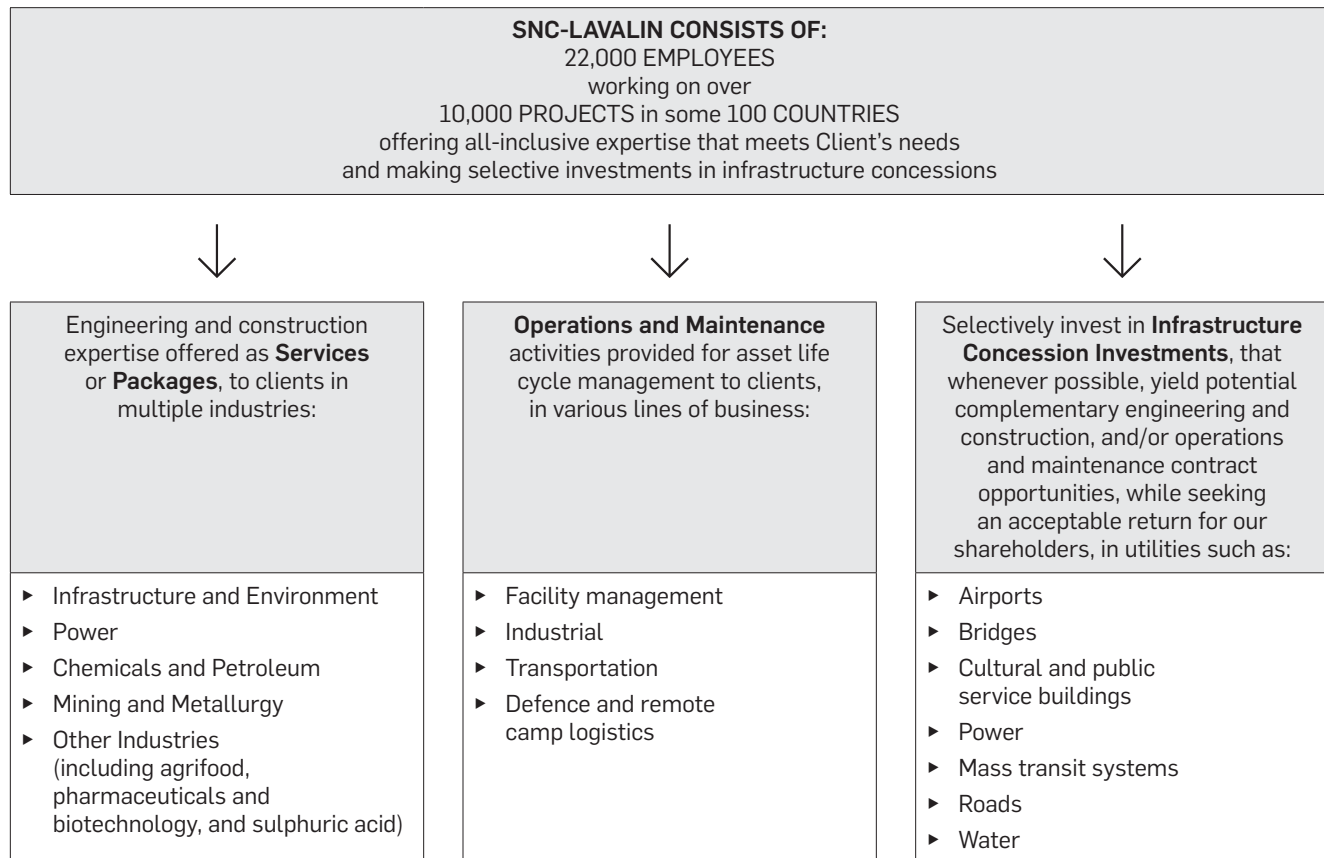 SNC-LAVALIN CONSISTS OF:
22,000 EMPLOYEES
working on over
10,000 PROJECTS in some 100 COUNTRIES
offering all-inclusive expertise that meets Client’s needs
and making selective investments in infrastructure concessions
Engineering and construction
expertise offered as Services
or Packages, to clients in
multiple industries:
▸ Infrastructure and Environment
▸ Power
▸ Chemicals and Petroleum
▸ Mining and Metallurgy
▸ Other Industries
(including agrifood,
pharmaceuticals and
biotechnology, and sulphuric acid)
Operations and Maintenance
activities provided for asset life
cycle management to clients,
in various lines of business:
▸ Facility management
▸ Industrial
▸ Transportation
▸ Defence and remote
camp logistics
Selectively invest in Infrastructure
Concession Investments, that
whenever possible, yield potential
complementary engineering and
construction, and/or operations
and maintenance contract
opportunities, while seeking
an acceptable return for our
shareholders, in utilities such as:
▸ Airports
▸ Bridges
▸ Cultural and public
service buildings
▸ Power
▸ Mass transit systems
▸ Roads
▸ Water